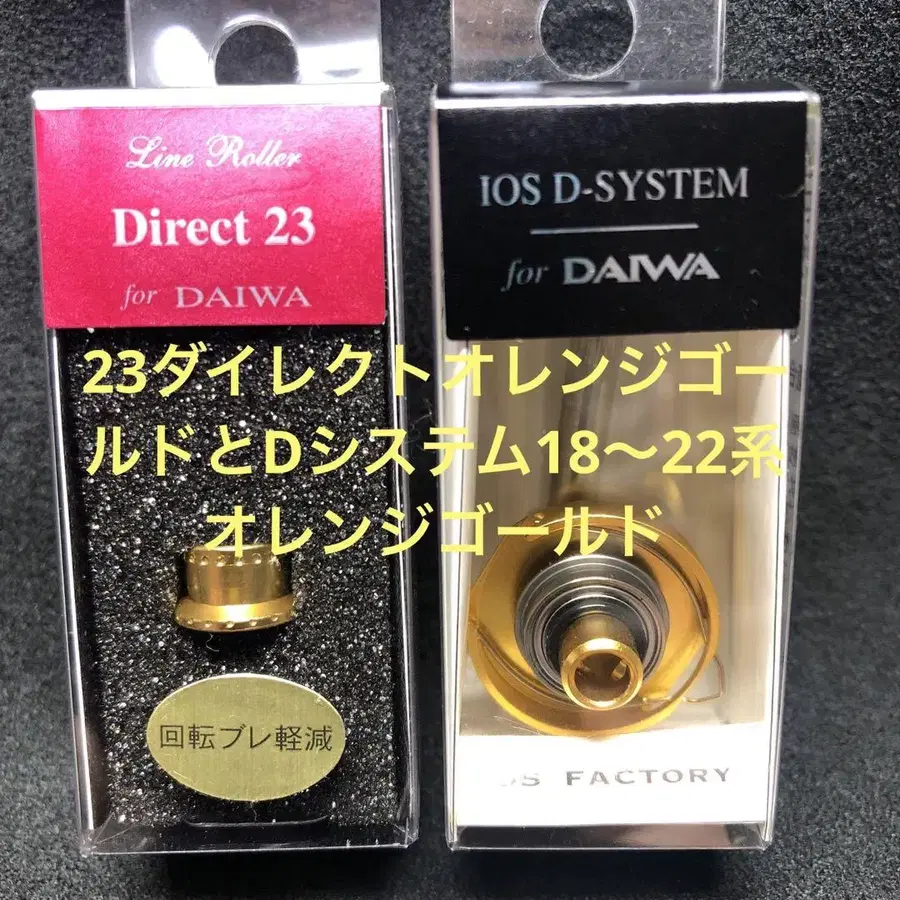 Line Roller
Direct 23
for DAIWA
IOS D-SYSTEM
for DAIWA
23ダイレクトオレンジゴー
ルドとDシステム18～22系
オレンジゴールド
回転ブレ軽減
OS FACTORY